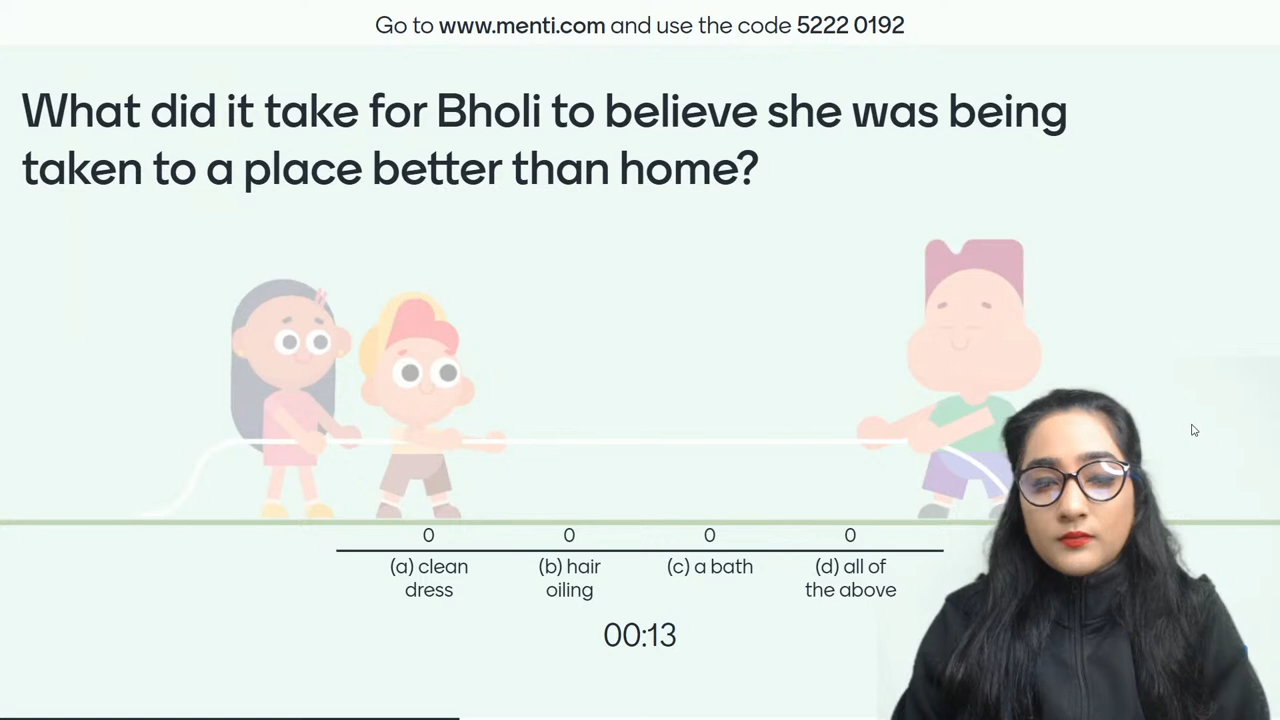 Go to www.menti.com and use the code 5222 0192
What did it take for Bholi to believe she was being
taken to a place better than home?
0 0 0 0
(a) clean (b) hair (c) a bath (d) all of
dress oiling the above
00:13